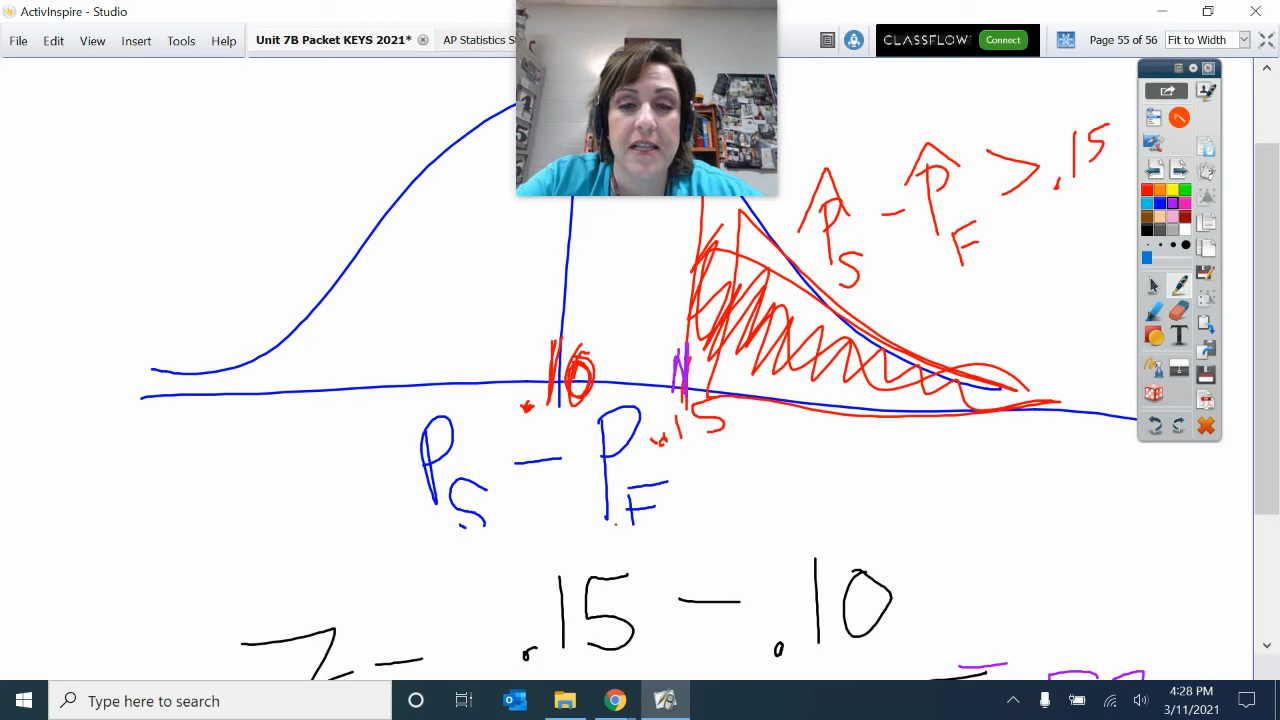 ActivInspire - Studio
File Edit View Insert Tools Help Unit 7B Packet KEYS 2021* AP Statistics S CLASSFLOW Connect Page 55 of 56 Fit to Width
p̂S - p̂F > .15
.10 .15
PS - PF
z = .15 - .10
=
Type here to search
4:28 PM
3/11/2021